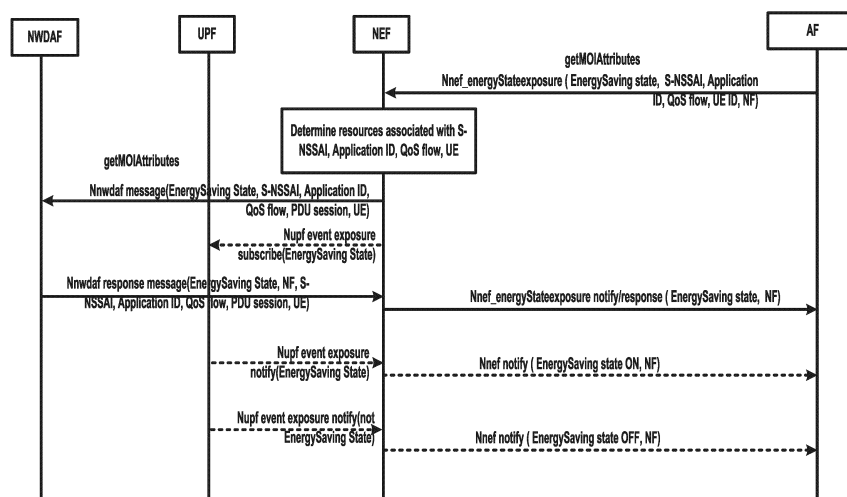 NWDAF
UPF
NEF
AF
getMOIAttributes
Nnef_energyStateexposure ( EnergySaving state, S-NSSAI, Application
ID, QoS flow, UE ID, NF)
Determine resources associated with S-
NSSAI, Application ID, QoS flow, UE
getMOIAttributes
Nnwdaf message(EnergySaving State, S-NSSAI, Application ID,
QoS flow, PDU session, UE)
Nupf event exposure
subscribe(EnergySaving State)
Nnwdaf response message(EnergySaving State, NF, S-
NSSAI, Application ID, QoS flow, PDU session, UE)
Nnef_energyStateexposure notify/response ( EnergySaving state, NF)
Nupf event exposure
notify(EnergySaving State)
Nnef notify ( EnergySaving state ON, NF)
Nupf event exposure notify(not
EnergySaving State)
Nnef notify ( EnergySaving state OFF, NF)